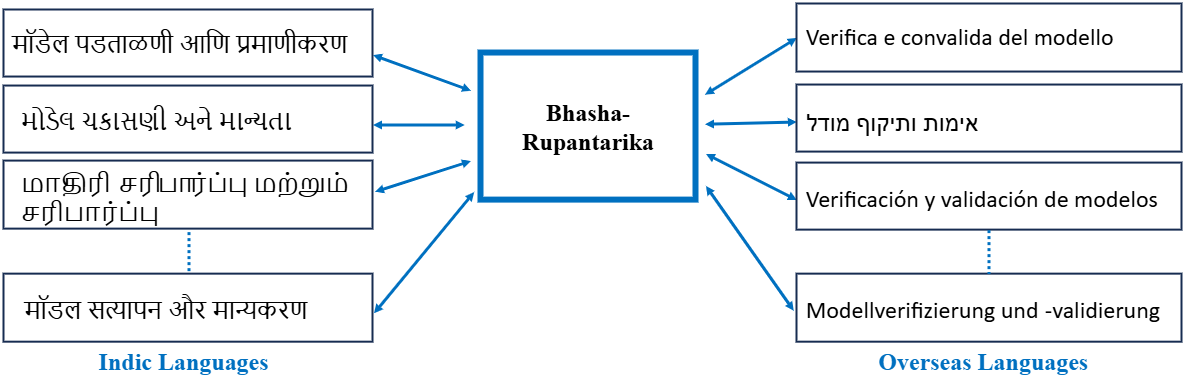 मॉडेल पडताळणी आणि प्रमाणीकरण
મોડેલ ચકાસણી અને માન્યતા
மாதிரி சரிபார்ப்பு மற்றும்
சரிபார்ப்பு
मॉडल सत्यापन और मान्यकरण
Indic Languages
Bhasha-
Rupantarika
Verifica e convalida del modello
אימות ותיקוף מודל
Verificación y validación de modelos
Modellverifizierung und -validierung
Overseas Languages